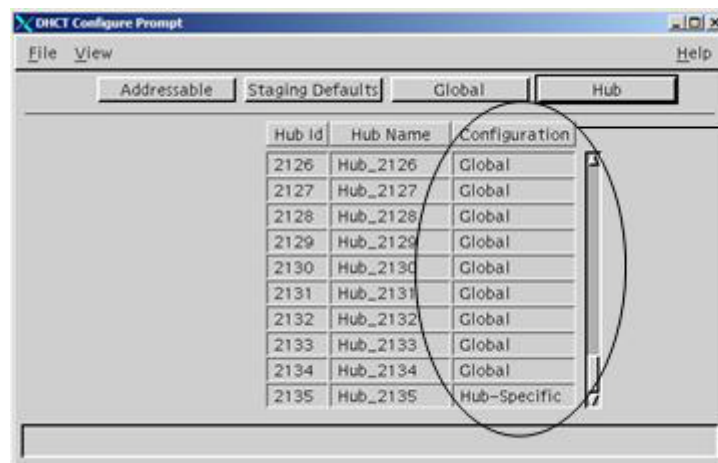 DHCT Configure Prompt
File View Help
Addressable Staging Defaults Global Hub
Hub Id Hub Name Configuration
2126 Hub_2126 Global
2127 Hub_2127 Global
2128 Hub_2128 Global
2129 Hub_2129 Global
2130 Hub_2130 Global
2131 Hub_2131 Global
2132 Hub_2132 Global
2133 Hub_2133 Global
2134 Hub_2134 Global
2135 Hub_2135 Hub-Specific